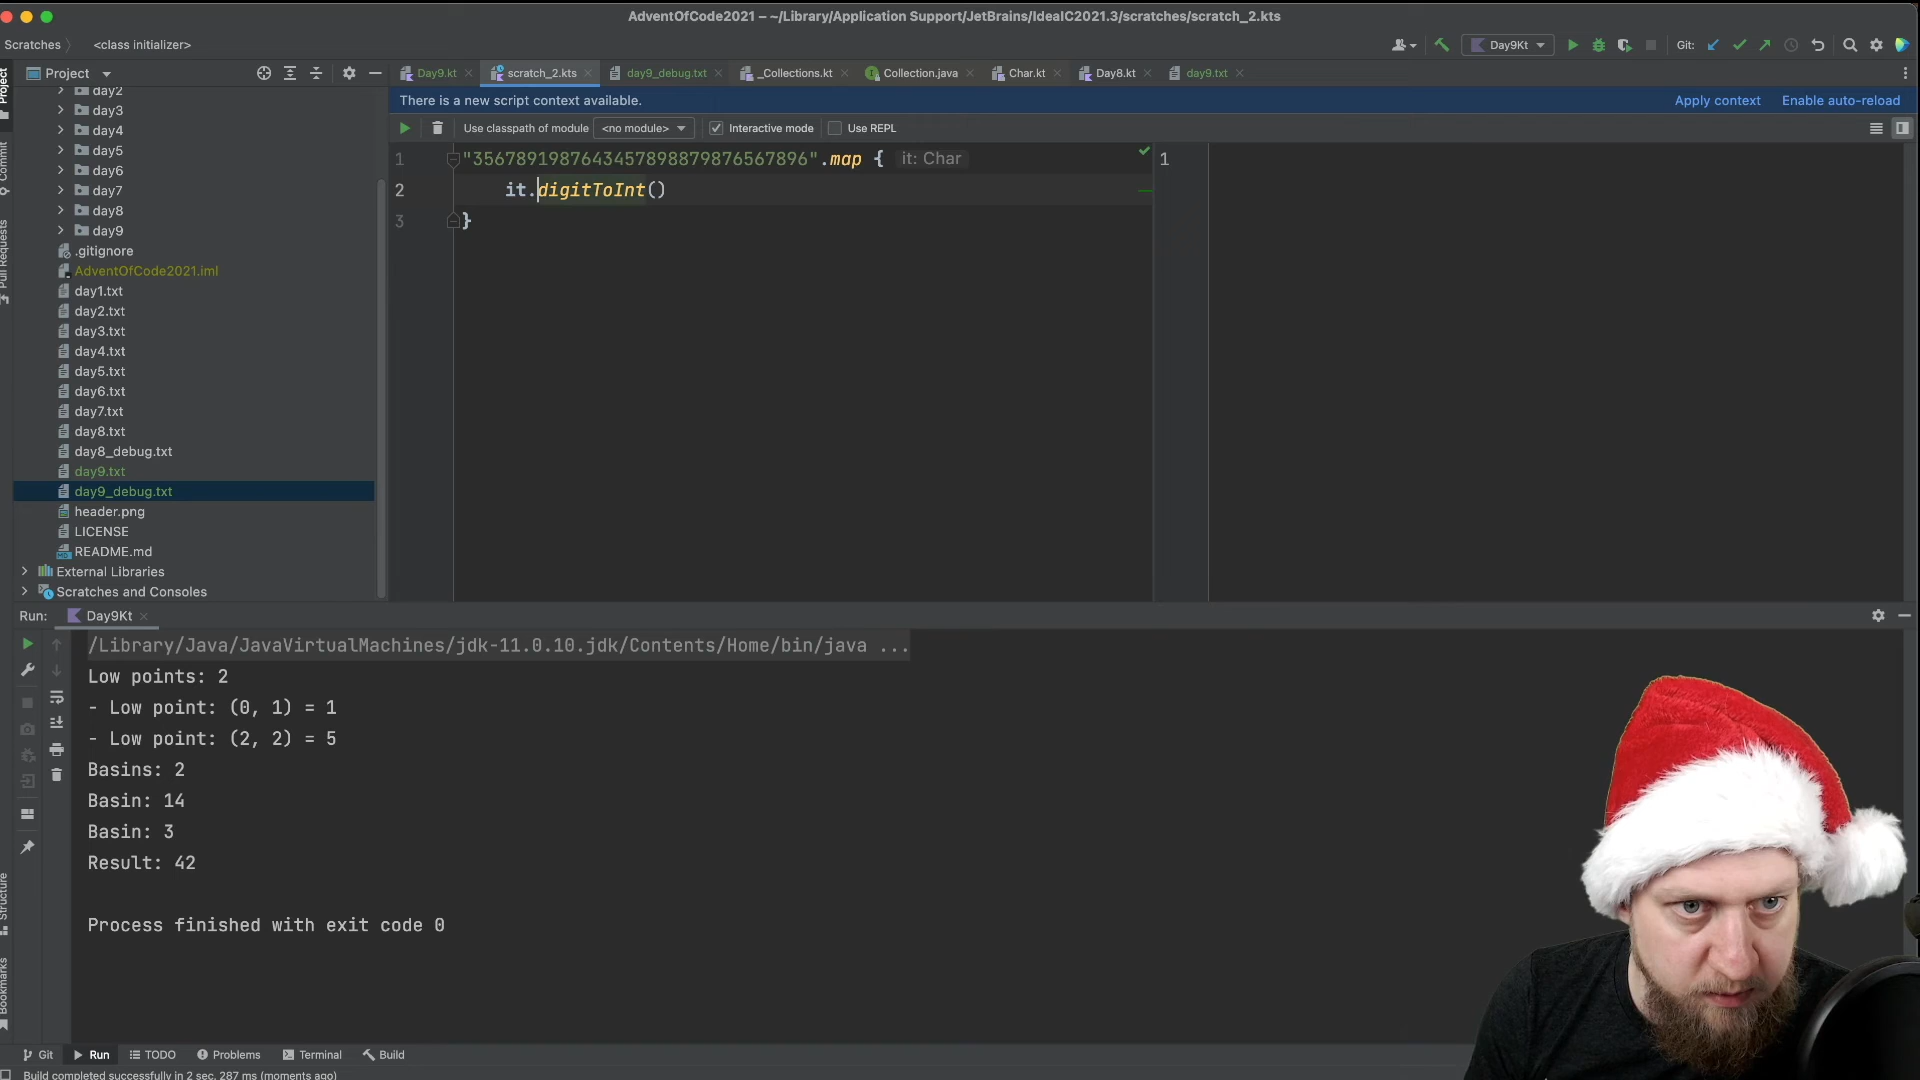 AdventOfCode2021 – ~/Library/Application Support/JetBrains/IdeaIC2021.3/scratches/scratch_2.kts
Scratches <class initializer>
Day9Kt Git:
Project
Day9.kt scratch_2.kts day9_debug.txt _Collections.kt Collection.java Char.kt Day8.kt day9.txt
There is a new script context available. Apply context Enable auto-reload
Use classpath of module <no module> Interactive mode Use REPL
Project
Commit
Pull Requests
day2
day3
day4
day5
day6
day7
day8
day9
.gitignore
AdventOfCode2021.iml
day1.txt
day2.txt
day3.txt
day4.txt
day5.txt
day6.txt
day7.txt
day8.txt
day8_debug.txt
day9.txt
day9_debug.txt
header.png
LICENSE
README.md
External Libraries
Scratches and Consoles
1 "3567891987643457898879876567896".map { it: Char
2 it.digitToInt()
3 }
1
Run: Day9Kt
/Library/Java/JavaVirtualMachines/jdk-11.0.10.jdk/Contents/Home/bin/java ...
Low points: 2
- Low point: (0, 1) = 1
- Low point: (2, 2) = 5
Basins: 2
Basin: 14
Basin: 3
Result: 42
Process finished with exit code 0
Structure
Bookmarks
Git Run TODO Problems Terminal Build
Build completed successfully in 2 sec, 287 ms (moments ago)